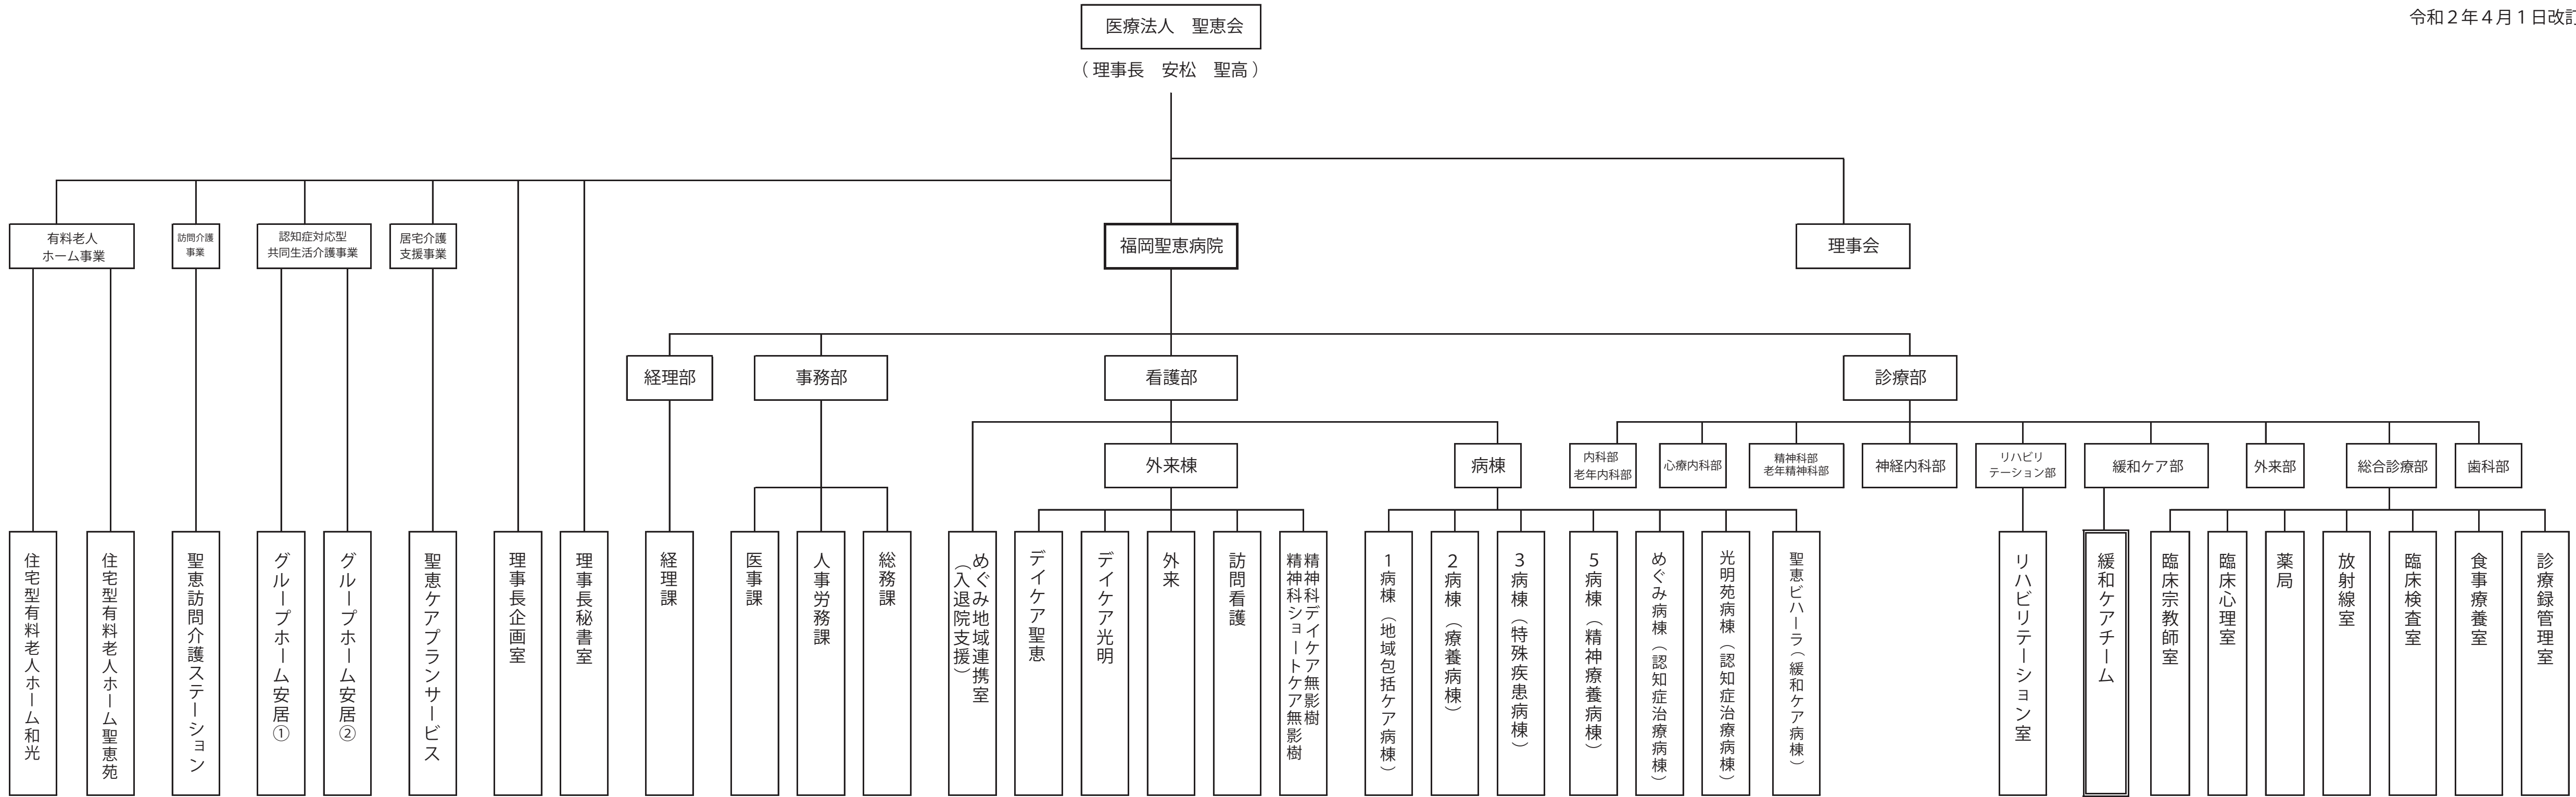 医療法人　聖恵会
令和２年４月１日改訂
（ 理事長　安松　聖高 ）
有料老人
ホーム事業
訪問介護
事業
認知症対応型
共同生活介護事業
居宅介護
支援事業
福岡聖恵病院
理事会
経理部
事務部
看護部
診療部
外来棟
病棟
内科部
老年内科部
心療内科部
精神科部
老年精神科部
神経内科部
リハビリ
テーション部
緩和ケア部
外来部
総合診療部
歯科部
住宅型有料老人ホーム和光
住宅型有料老人ホーム聖恵苑
聖恵訪問介護ステーション
グループホーム安居①
グループホーム安居②
聖恵ケアプランサービス
理事長企画室
理事長秘書室
経理課
医事課
人事労務課
総務課
めぐみ地域連携室
（入退院支援）
デイケア聖恵
デイケア光明
外来
訪問看護
精神科デイケア無影樹
精神科ショートケア無影樹
１病棟（地域包括ケア病棟）
２病棟（療養病棟）
３病棟（特殊疾患病棟）
５病棟（精神療養病棟）
めぐみ病棟（認知症治療病棟）
光明苑病棟（認知症治療病棟）
聖恵ビハーラ（緩和ケア病棟）
リハビリテーション室
緩和ケアチーム
臨床宗教師室
臨床心理室
薬局
放射線室
臨床検査室
食事療養室
診療録管理室